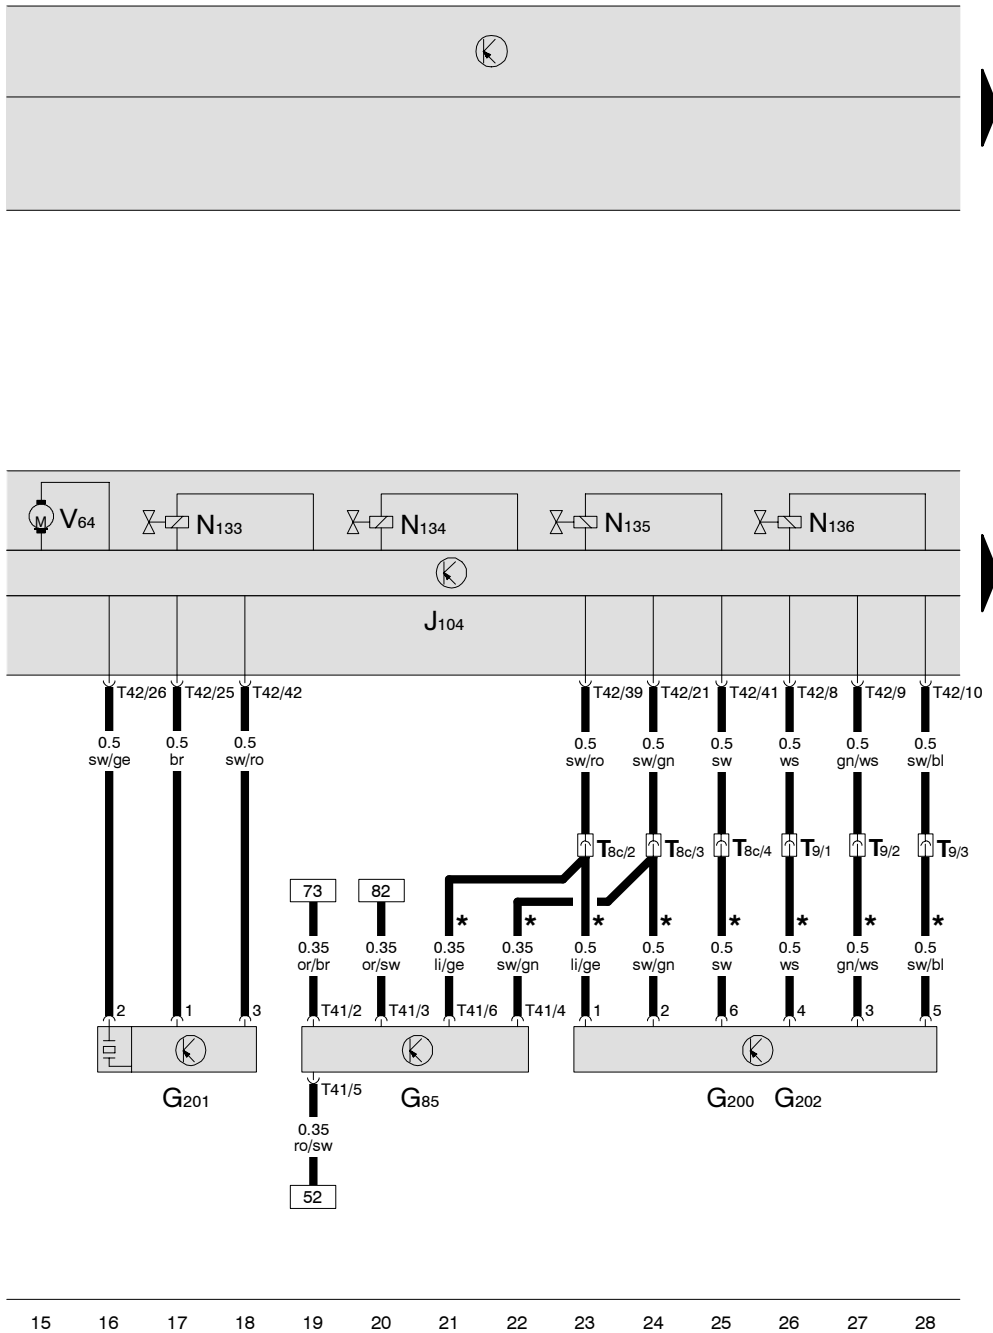 M V64 N133 N134 N135 N136
J104
T42/26 T42/25 T42/42 T42/39 T42/21 T42/41 T42/8 T42/9 T42/10
0.5 0.5 0.5 0.5 0.5 0.5 0.5 0.5 0.5
sw/ge br sw/ro sw/ro sw/gn sw ws gn/ws sw/bl
T8c/2 T8c/3 T8c/4 T9/1 T9/2 T9/3
73 82
* * * * * * * *
0.35 0.35 0.35 0.35 0.5 0.5 0.5 0.5 0.5 0.5
or/br or/sw li/ge sw/gn li/ge sw/gn sw ws gn/ws sw/bl
2 1 3 T41/2 T41/3 T41/6 T41/4 1 2 6 4 3 5
T41/5
G201 G85 G200 G202
0.35
ro/sw
52
15 16 17 18 19 20 21 22 23 24 25 26 27 28